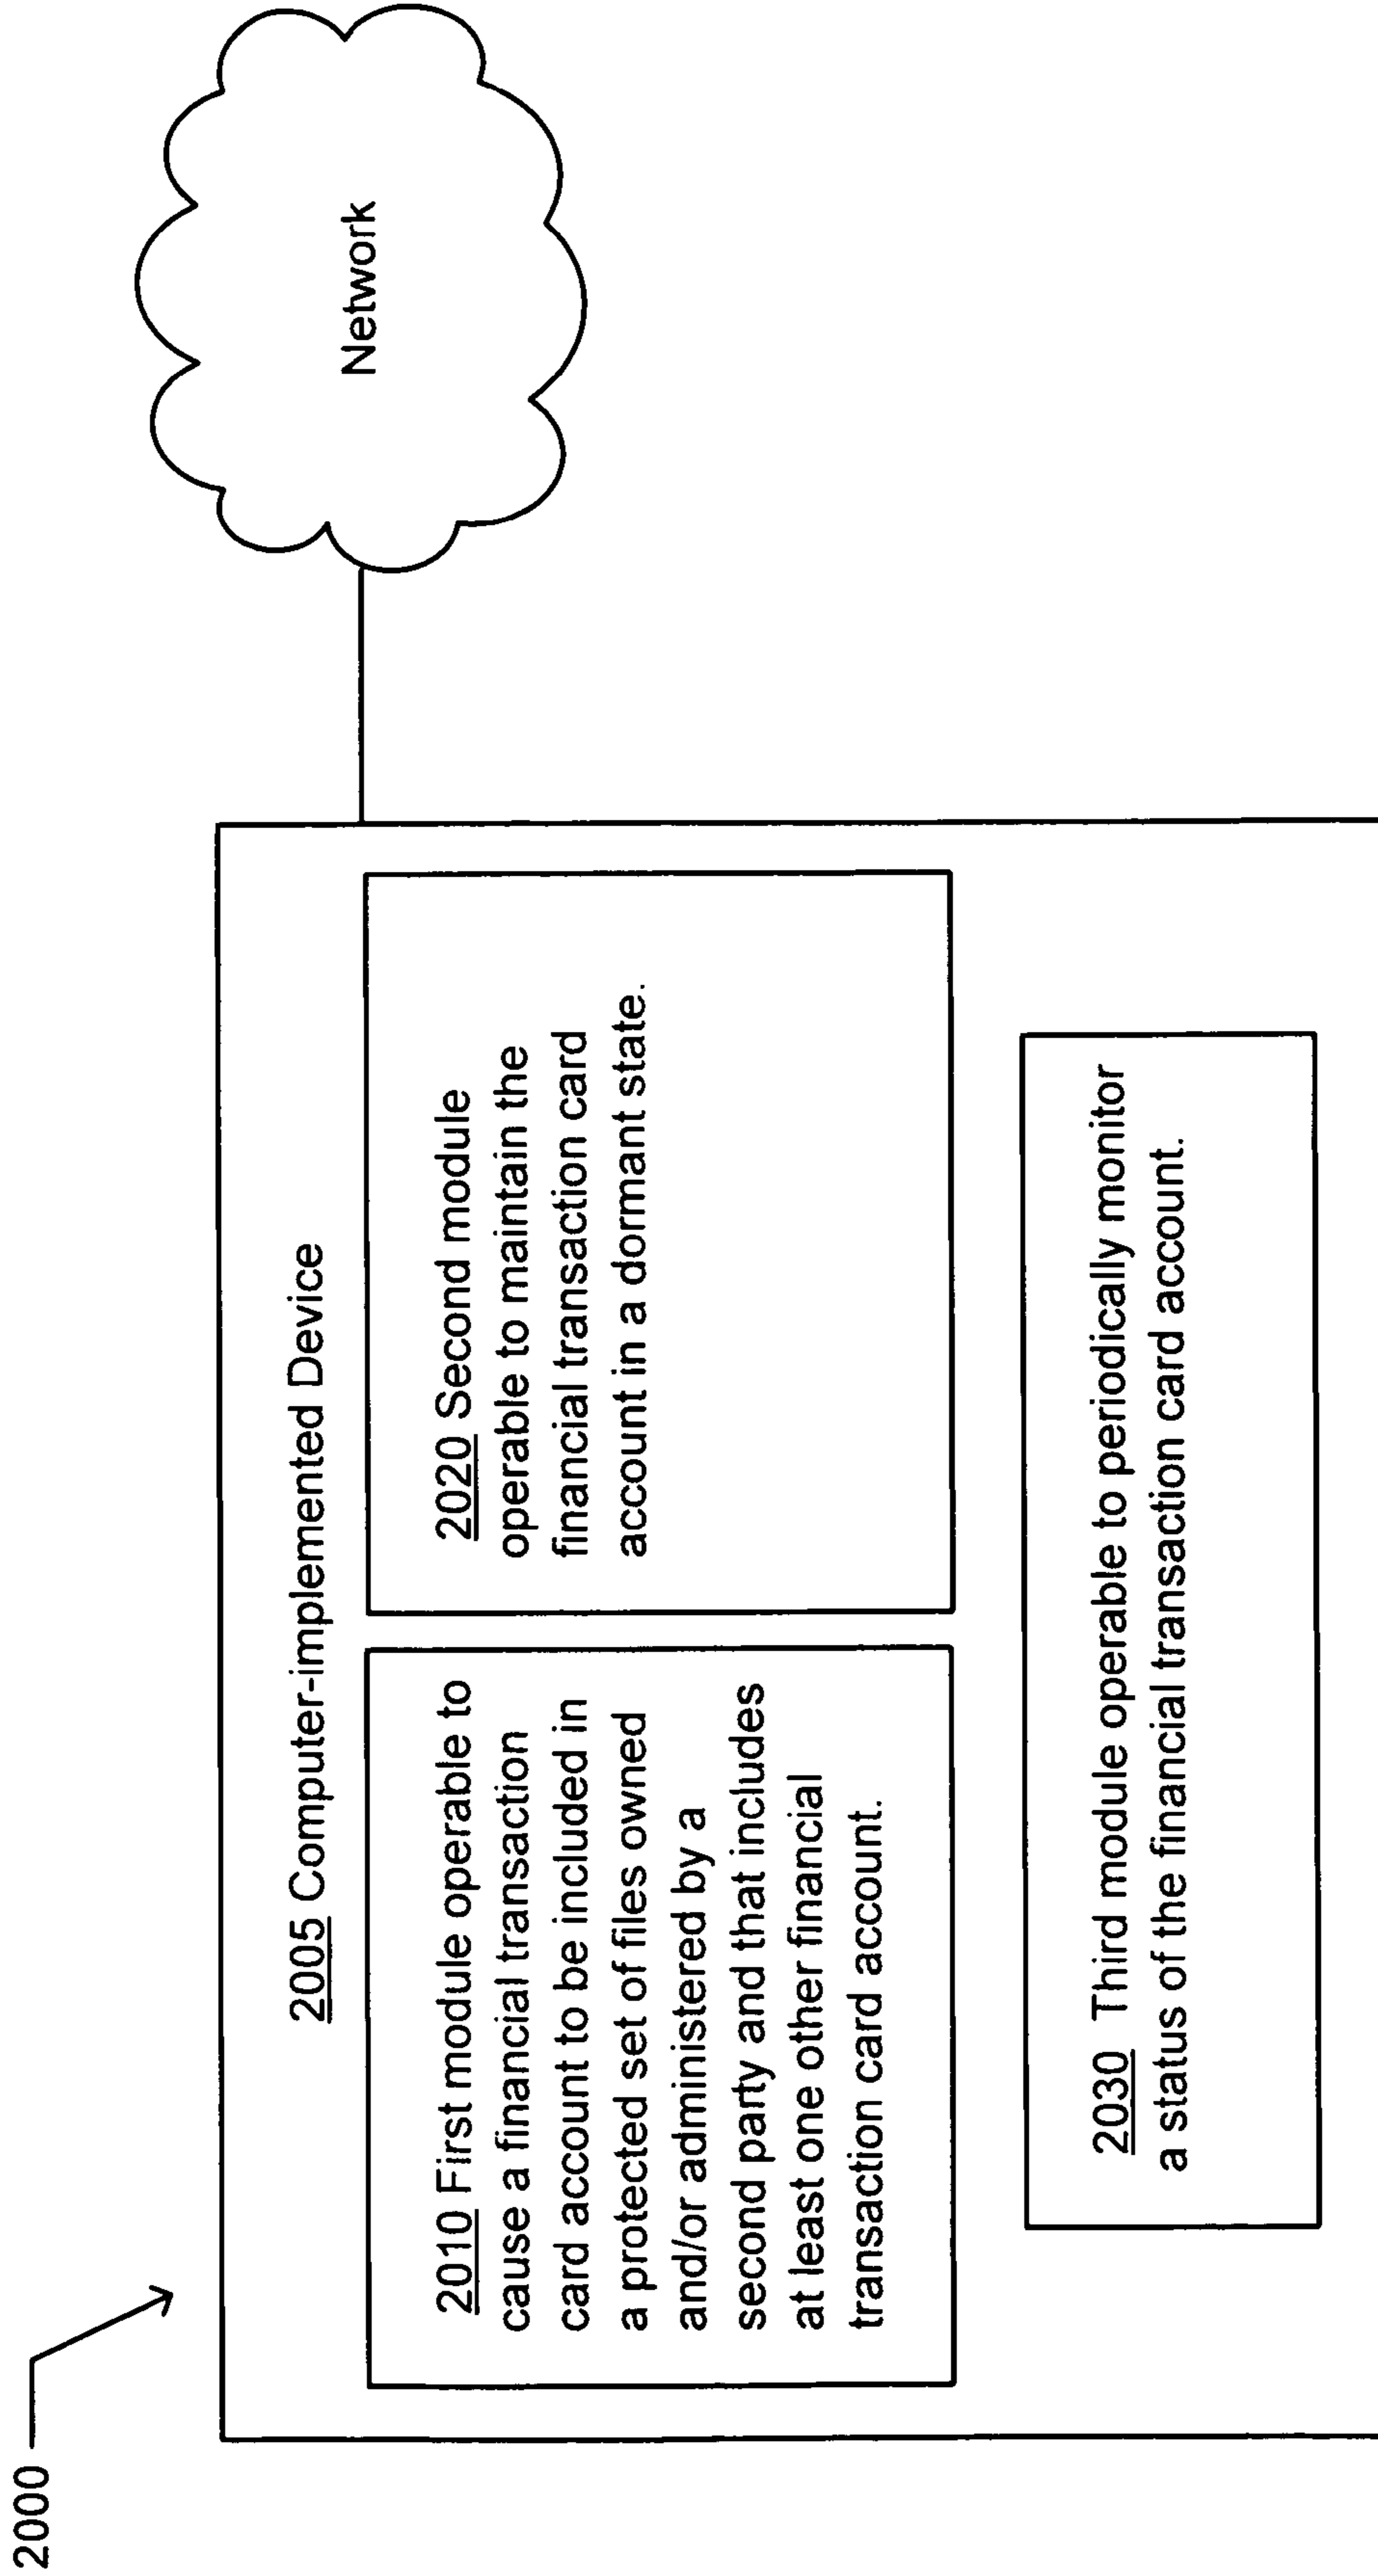 2000
2005 Computer-implemented Device
2010 First module operable to
cause a financial transaction
card account to be included in
a protected set of files owned
and/or administered by a
second party and that includes
at least one other financial
transaction card account.
2020 Second module
operable to maintain the
financial transaction card
account in a dormant state.
2030 Third module operable to periodically monitor
a status of the financial transaction card account.
Network